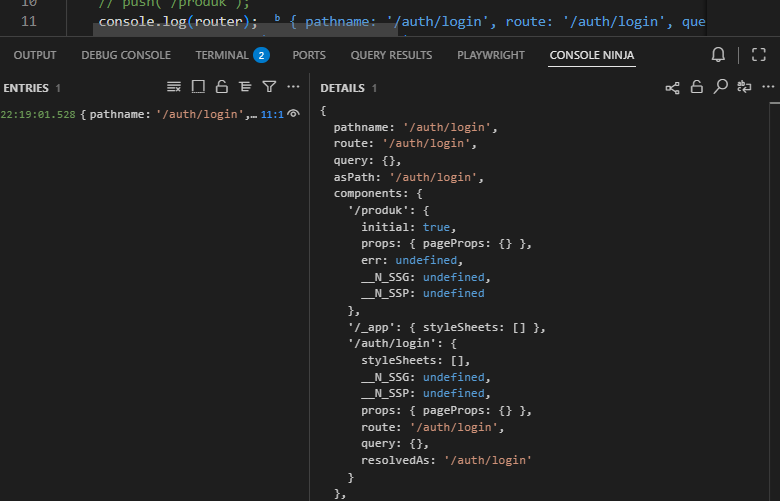 10 // push('/produk');
11 console.log(router); b { pathname: '/auth/login', route: '/auth/login', que
OUTPUT DEBUG CONSOLE TERMINAL 2 PORTS QUERY RESULTS PLAYWRIGHT CONSOLE NINJA
ENTRIES 1
22:19:01.528 { pathname: '/auth/login',… 11:1
DETAILS 1
{
pathname: '/auth/login',
route: '/auth/login',
query: {},
asPath: '/auth/login',
components: {
'/produk': {
initial: true,
props: { pageProps: {} },
err: undefined,
__N_SSG: undefined,
__N_SSP: undefined
},
'/_app': { styleSheets: [] },
'/auth/login': {
styleSheets: [],
__N_SSG: undefined,
__N_SSP: undefined,
props: { pageProps: {} },
route: '/auth/login',
query: {},
resolvedAs: '/auth/login'
}
},